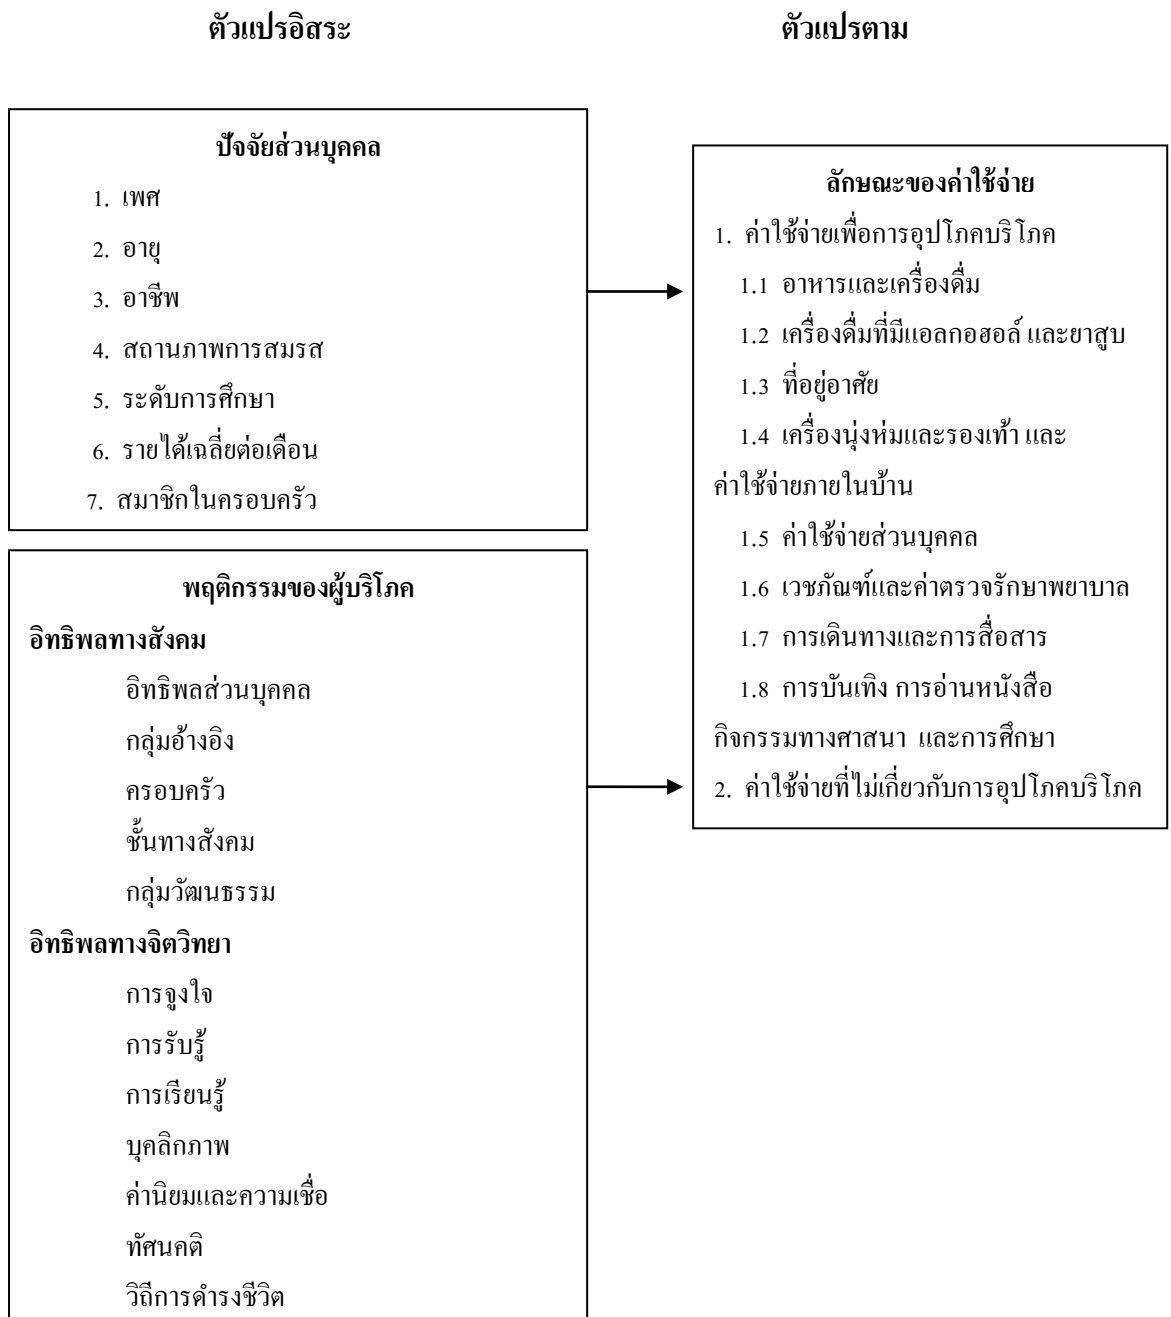 ตัวแปรอิสระ
ตัวแปรตาม
ปัจจัยส่วนบุคคล
1. เพศ
2. อายุ
3. อาชีพ
4. สถานภาพการสมรส
5. ระดับการศึกษา
6. รายได้เฉลี่ยต่อเดือน
7. สมาชิกในครอบครัว
พฤติกรรมของผู้บริโภค
อิทธิพลทางสังคม
อิทธิพลส่วนบุคคล
กลุ่มอ้างอิง
ครอบครัว
ชั้นทางสังคม
กลุ่มวัฒนธรรม
อิทธิพลทางจิตวิทยา
การจูงใจ
การรับรู้
การเรียนรู้
บุคลิกภาพ
ค่านิยมและความเชื่อ
ทัศนคติ
วิถีการดำรงชีวิต
ลักษณะของค่าใช้จ่าย
1. ค่าใช้จ่ายเพื่อการอุปโภคบริโภค
1.1 อาหารและเครื่องดื่ม
1.2 เครื่องดื่มที่มีแอลกอฮอล์ และยาสูบ
1.3 ที่อยู่อาศัย
1.4 เครื่องนุ่งห่มและรองเท้า และ
ค่าใช้จ่ายภายในบ้าน
1.5 ค่าใช้จ่ายส่วนบุคคล
1.6 เวชภัณฑ์และค่าตรวจรักษาพยาบาล
1.7 การเดินทางและการสื่อสาร
1.8 การบันเทิง การอ่านหนังสือ
กิจกรรมทางศาสนา และการศึกษา
2. ค่าใช้จ่ายที่ไม่เกี่ยวกับการอุปโภคบริโภค